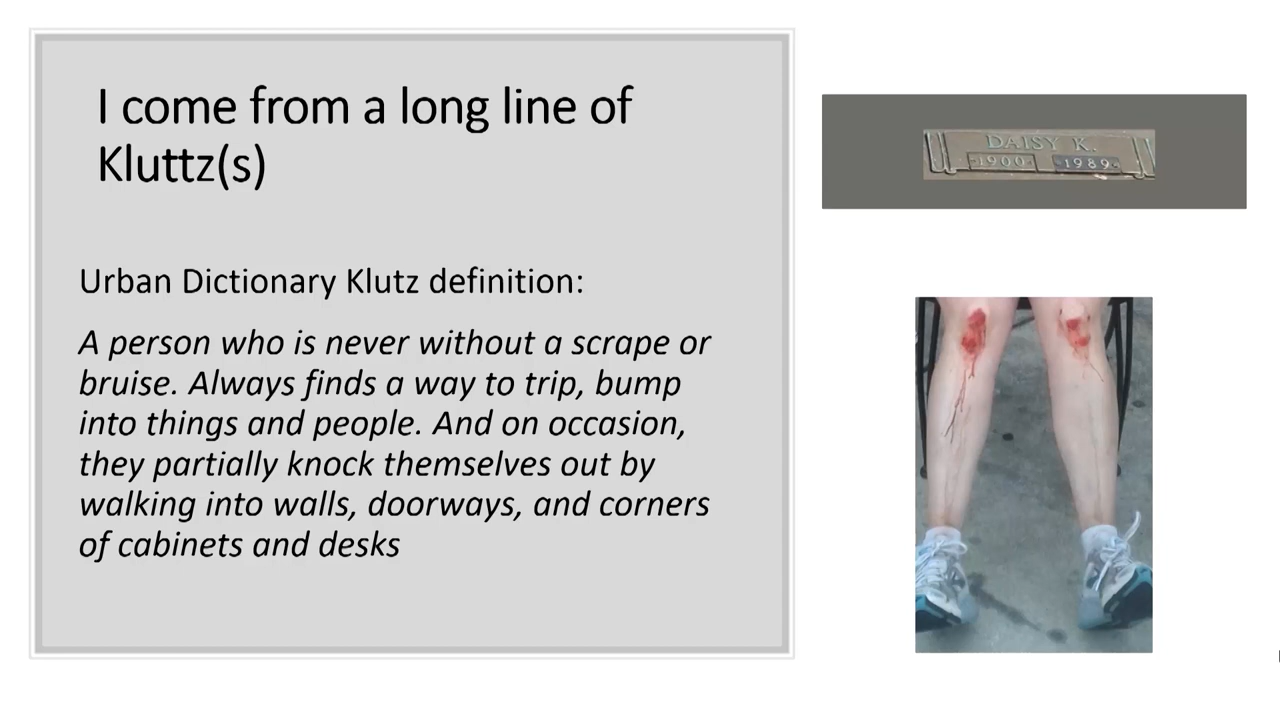 I come from a long line of
Kluttz(s)
Urban Dictionary Klutz definition:
A person who is never without a scrape or
bruise. Always finds a way to trip, bump
into things and people. And on occasion,
they partially knock themselves out by
walking into walls, doorways, and corners
of cabinets and desks
DAISY K.
1900 1989